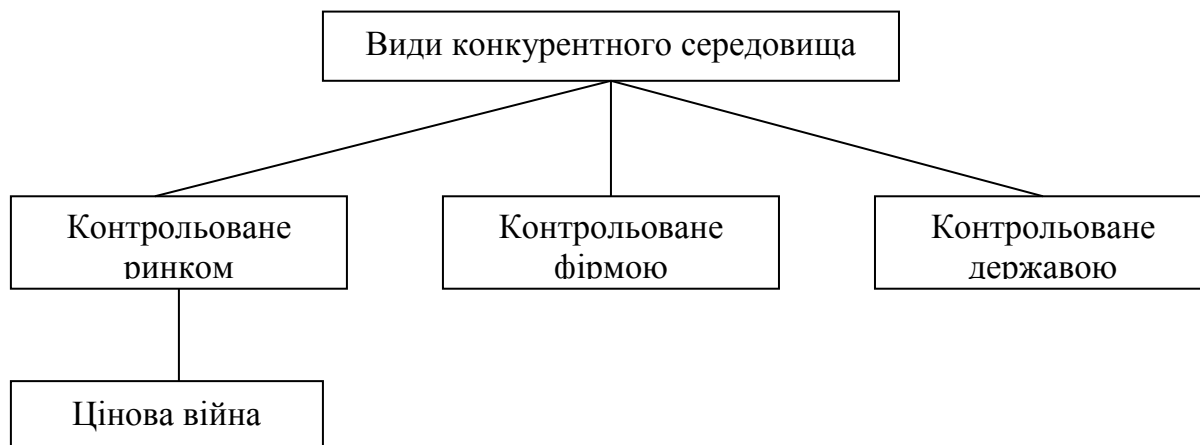 Види конкурентного середовища
Контрольоване
ринком
Контрольоване
фірмою
Контрольоване
державою
Цінова війна